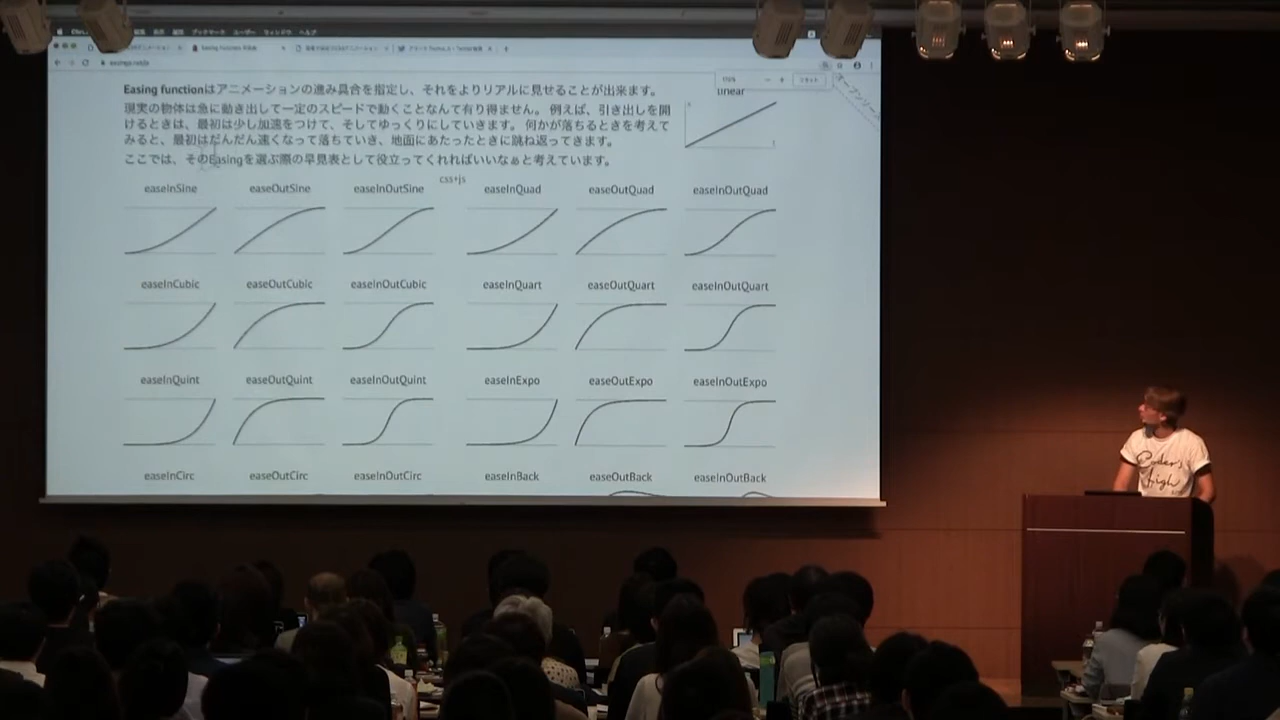 Easing functionはアニメーションの進み具合を指定し、それをよりリアルに見せることが出来ます。
現実の物体は急に動き出して一定のスピードで動くことなんて有り得ません。 例えば、引き出しを開
けるときは、最初は少し加速をつけて、そしてゆっくりにしていきます。 何かが落ちるときを考えて
みると、最初はだんだん速くなって落ちていき、地面にあたったときに跳ね返ってきます。
ここでは、そのEasingを選ぶ際の早見表として役立ってくれればいいなぁと考えています。
linear
css+js
easeInSine easeOutSine easeInOutSine easeInQuad easeOutQuad easeInOutQuad
easeInCubic easeOutCubic easeInOutCubic easeInQuart easeOutQuart easeInOutQuart
easeInQuint easeOutQuint easeInOutQuint easeInExpo easeOutExpo easeInOutExpo
easeInCirc easeOutCirc easeInOutCirc easeInBack easeOutBack easeInOutBack
Coders
high